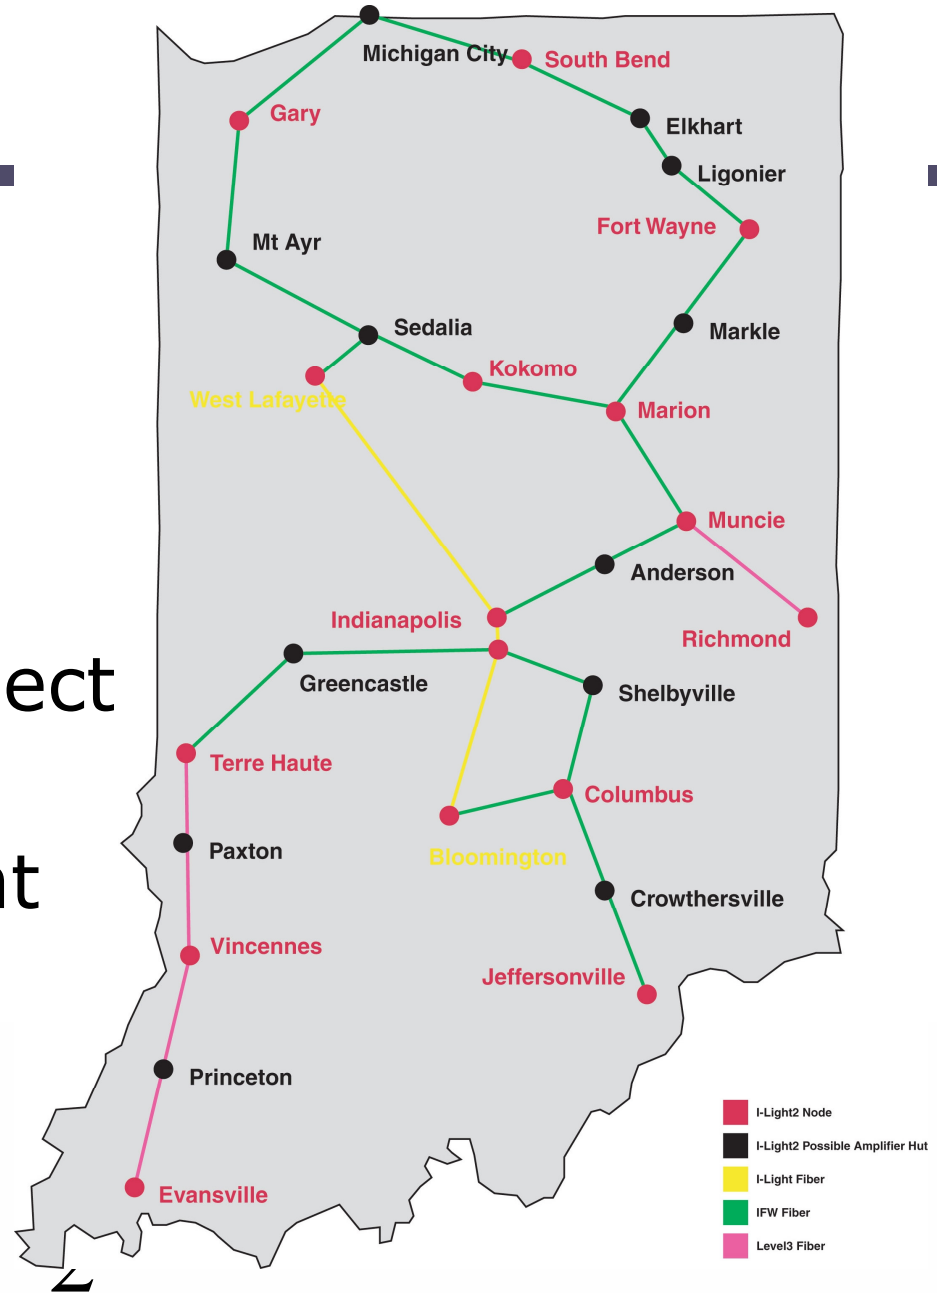 Michigan City
South Bend
Gary
Elkhart
Ligonier
Fort Wayne
Mt Ayr
Sedalia
Markle
Kokomo
West Lafayette
Marion
Muncie
Anderson
Indianapolis
Richmond
ect
Greencastle
Shelbyville
Terre Haute
Columbus
Paxton
Bloomington
nt
Crowthersville
Vincennes
Jeffersonville
Princeton
Evansville
I-Light2 Node
I-Light2 Possible Amplifier Hut
I-Light Fiber
IFW Fiber
Level3 Fiber